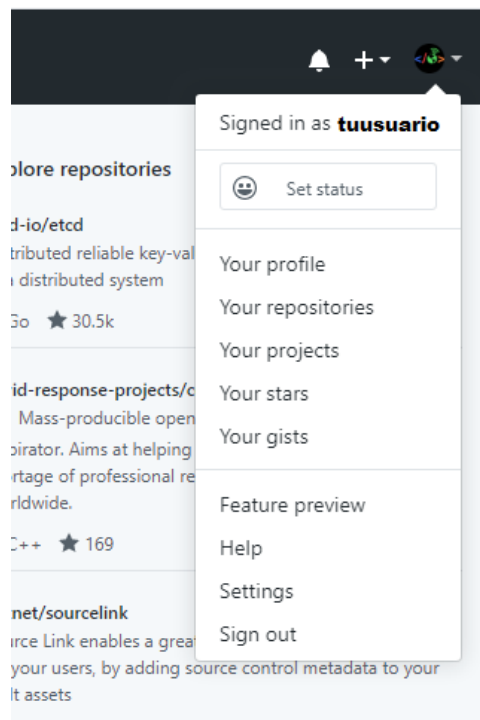 Signed in as tuusuario
Set status
Your profile
Your repositories
Your projects
Your stars
Your gists
Feature preview
Help
Settings
Sign out
plore repositories
d-io/etcd
tributed reliable key-val
distributed system
Go 30.5k
id-response-projects/c
Mass-producible open
pirator. Aims at helping
ortage of professional re
rldwide.
C++ 169
net/sourcelink
urce Link enables a grea
your users, by adding source control metadata to your
lt assets